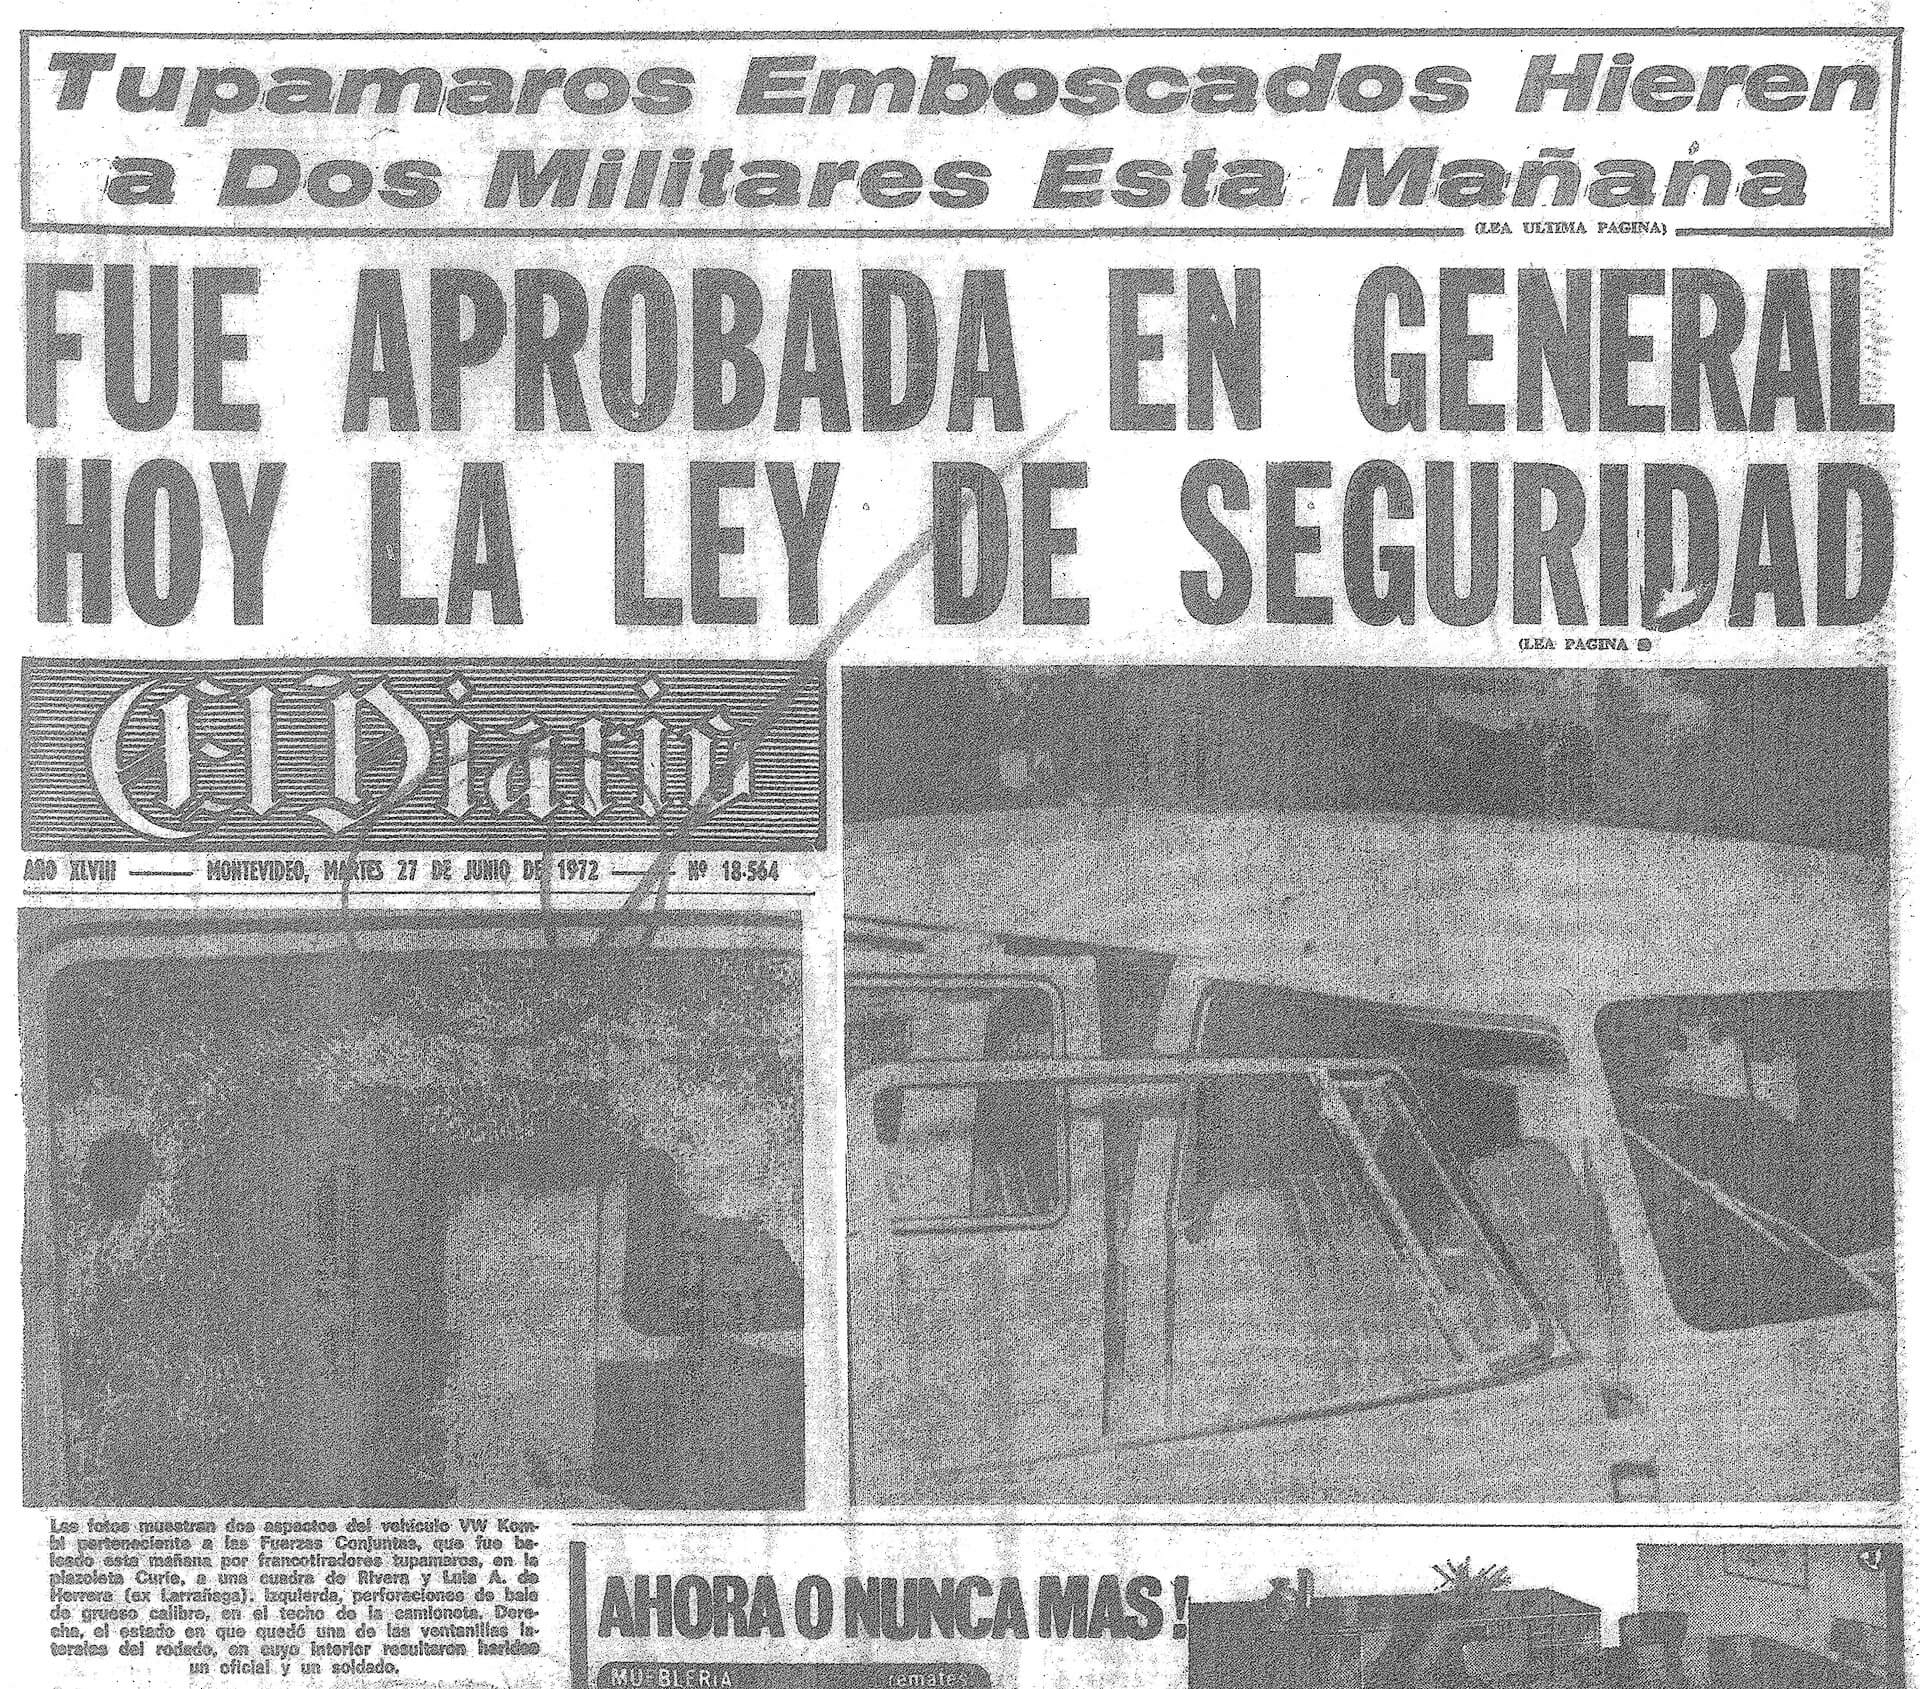 Tupamaros Emboscados Hieren
a Dos Militares Esta Mañana
(LEA ULTIMA PAGINA)
FUE APROBADA EN GENERAL
HOY LA LEY DE SEGURIDAD
(LEA PAGINA
El Diario
AÑO XLVIII — MONTEVIDEO, MARTES 27 DE JUNIO DE 1972 — Nº 18.564
Las fotos muestran dos aspectos del vehículo VW Kom-
bi perteneciente a las Fuerzas Conjuntas, que fue ba-
leado esta mañana por francotiradores tupamaros, en la
plazoleta Curie, a una cuadra de Rivera y Luis A. de
Herrera (ex Larrañaga). Izquierda, perforaciones de bala
de grueso calibre, en el techo de la camioneta. Dere-
cha, el estado en que quedó una de las ventanillas la-
terales del rodado, en cuyo interior resultaron heridos
un oficial y un soldado.
AHORA O NUNCA MAS!
MUEBLERIA remates